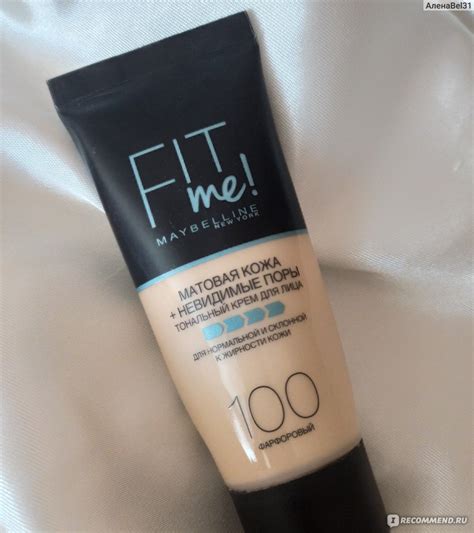 АленаBel31
FIT
me!
MAYBELLINE
NEW YORK
МАТОВАЯ КОЖА
+ НЕВИДИМЫЕ ПОРЫ
ТОНАЛЬНЫЙ КРЕМ ДЛЯ ЛИЦА
ДЛЯ НОРМАЛЬНОЙ И СКЛОННОЙ
К ЖИРНОСТИ КОЖИ
100
ФАРФОРОВЫЙ
I RECOMMEND.RU